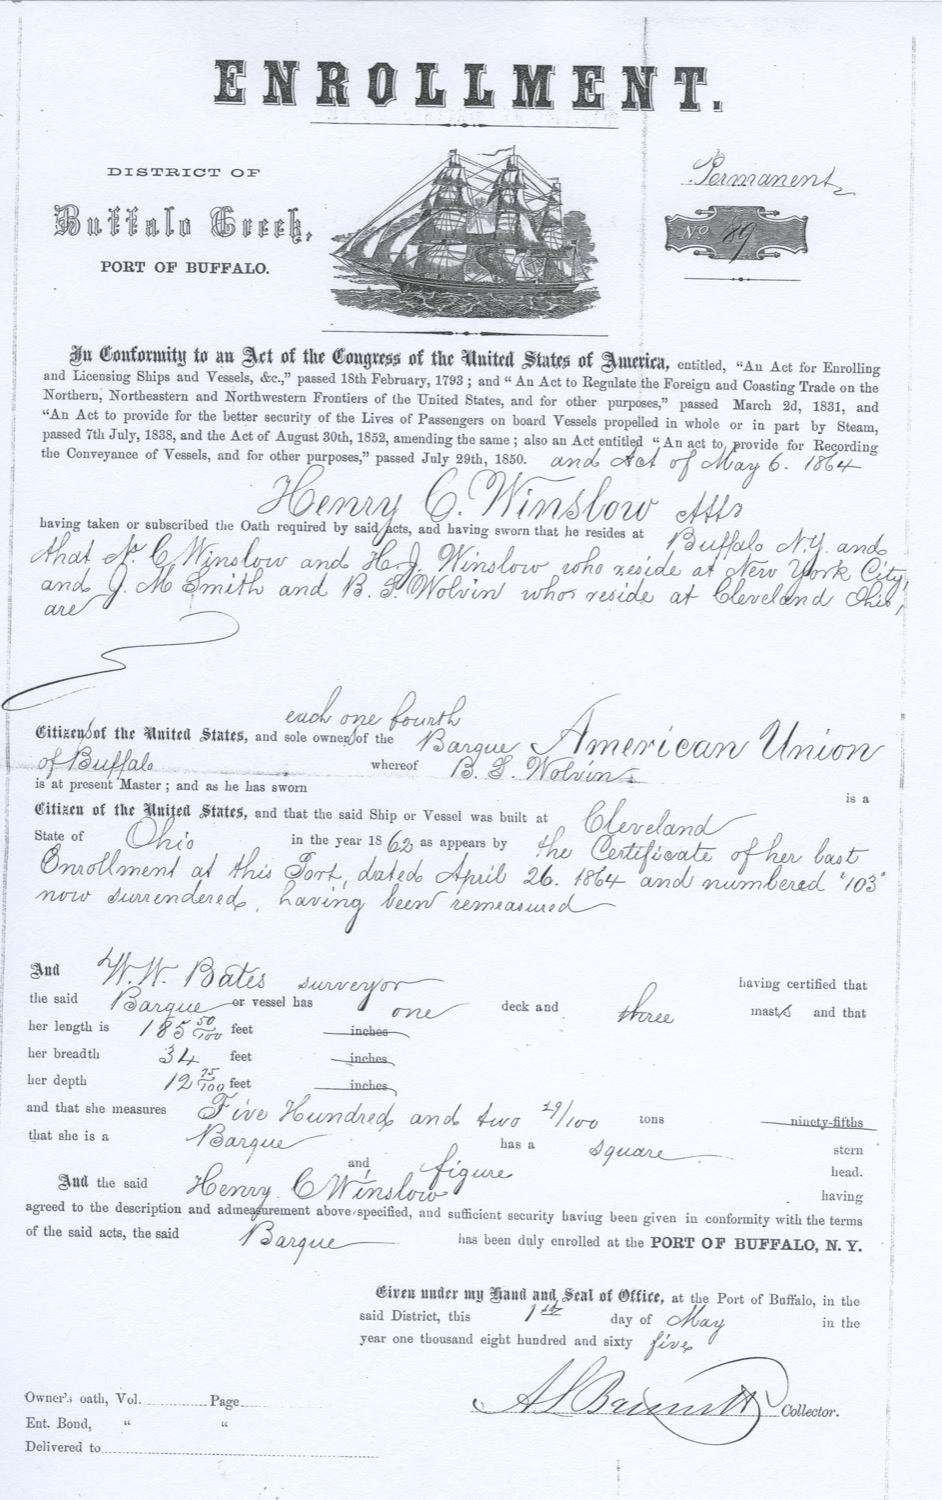 ENROLLMENT.
DISTRICT OF
Buffalo Creek,
PORT OF BUFFALO.
Permanent
No 89
In Conformity to an Act of the Congress of the United States of America, entitled, "An Act for Enrolling
and Licensing Ships and Vessels, &c.," passed 18th February, 1793; and "An Act to Regulate the Foreign and Coasting Trade on the
Northern, Northeastern and Northwestern Frontiers of the United States, and for other purposes," passed March 2d, 1831, and
"An Act to provide for the better security of the Lives of Passengers on board Vessels propelled in whole or in part by Steam,
passed 7th July, 1838, and the Act of August 30th, 1852, amending the same; also an Act entitled "An act to provide for Recording
the Conveyance of Vessels, and for other purposes," passed July 29th, 1850. and Act of May 6. 1864
Henry C. Winslow
having taken or subscribed the Oath required by said acts, and having sworn that he resides at Buffalo N.Y. and
that N. C Winslow and H. J. Winslow who reside at New York City,
and J. M Smith and B. L. Wolvin who reside at Cleveland Ohio,
are
each one fourth
Citizens of the United States, and sole owners of the Barque American Union
of Buffalo whereof B. L. Wolvin
is at present Master; and as he has sworn is a
Citizen of the United States, and that the said Ship or Vessel was built at Cleveland
State of Ohio in the year 1862 as appears by the Certificate of her last
Enrollment at this Port, dated April 26. 1864 and numbered "103"
now surrendered, having been remeasured
And W. W. Bates surveyor having certified that
the said Barque or vessel has one deck and three masts and that
her length is 185 50/100 feet inches
her breadth 34 feet inches
her depth 12 75/100 feet inches
and that she measures Five Hundred and two 29/100 tons ninety-fifths
that she is a Barque has a square stern
and figure head.
And the said Henry C Winslow having
agreed to the description and admeasurement above specified, and sufficient security having been given in conformity with the terms
of the said acts, the said Barque has been duly enrolled at the PORT OF BUFFALO, N. Y.
Given under my Hand and Seal of Office, at the Port of Buffalo, in the
said District, this 1st day of May in the
year one thousand eight hundred and sixty five
Collector.
Owner's oath, Vol. Page
Ent. Bond, " "
Delivered to